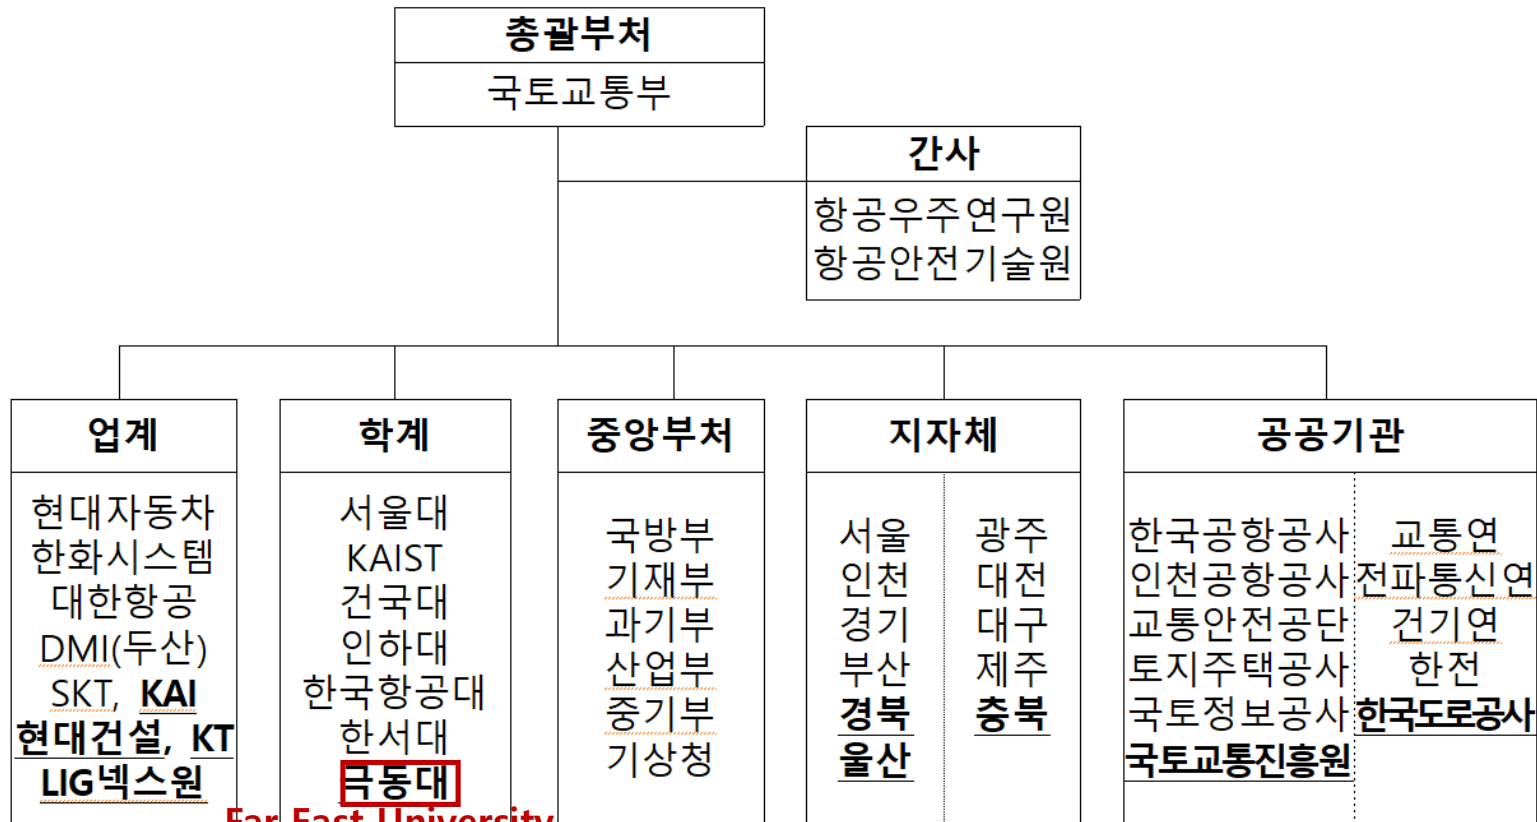 총괄부처
국토교통부
간사
항공우주연구원
항공안전기술원
업계
현대자동차
한화시스템
대한항공
DMI(두산)
SKT, KAI
현대건설, KT
LIG넥스원
학계
서울대
KAIST
건국대
인하대
한국항공대
한서대
극동대
Far East University
중앙부처
국방부
기재부
과기부
산업부
중기부
기상청
지자체
서울
인천
경기
부산
경북
울산
광주
대전
대구
제주
충북
공공기관
한국공항공사
인천공항공사
교통안전공단
토지주택공사
국토정보공사
국토교통진흥원
교통연
전파통신연
건기연
한전
한국도로공사